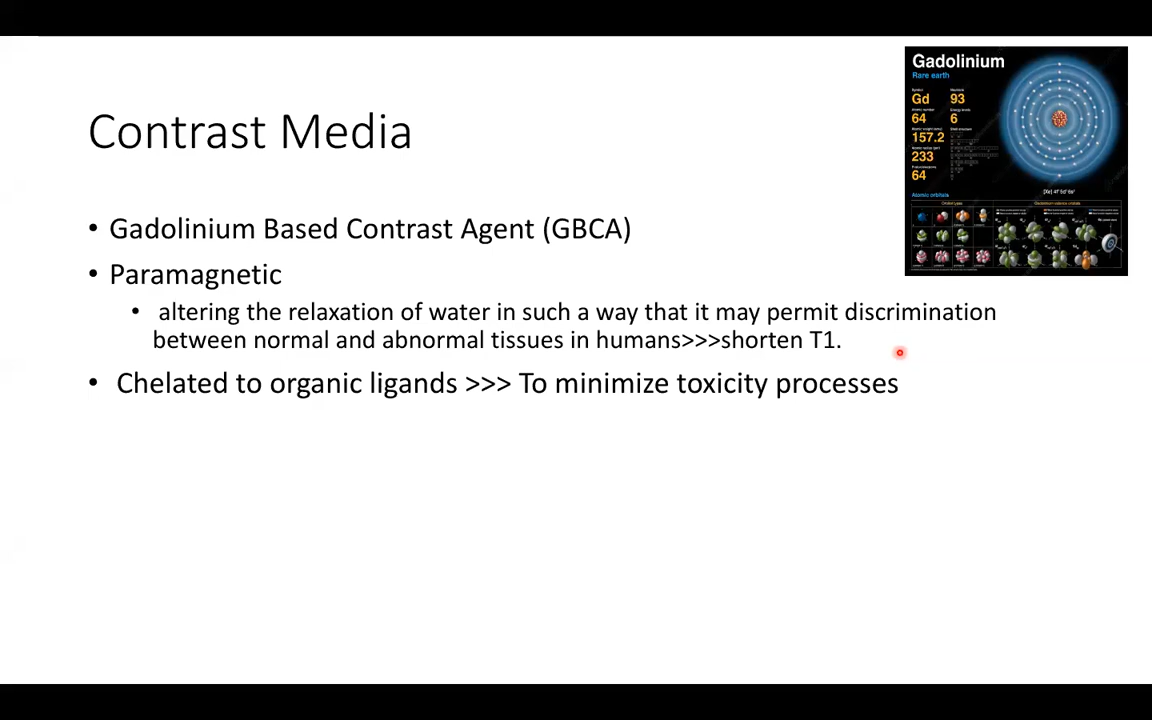 Contrast Media
• Gadolinium Based Contrast Agent (GBCA)
• Paramagnetic
• altering the relaxation of water in such a way that it may permit discrimination
between normal and abnormal tissues in humans>>>shorten T1.
• Chelated to organic ligands >>> To minimize toxicity processes
Gadolinium
Rare earth
Gd 93
64 6
157.2
233
64
Atomic orbitals